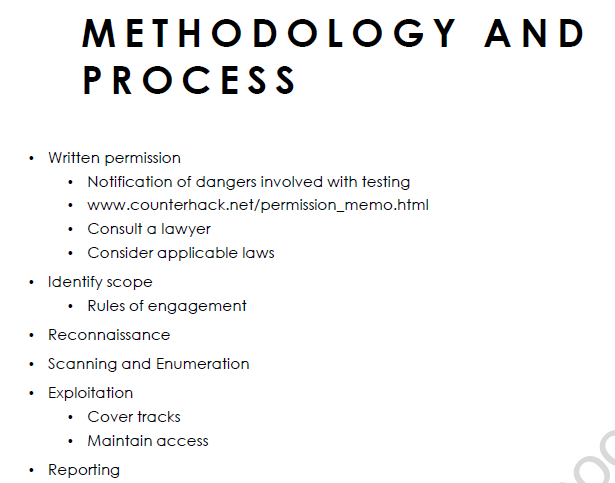 METHODOLOGY AND
PROCESS
• Written permission
• Notification of dangers involved with testing
• www.counterhack.net/permission_memo.html
• Consult a lawyer
• Consider applicable laws
• Identify scope
• Rules of engagement
• Reconnaissance
• Scanning and Enumeration
• Exploitation
• Cover tracks
• Maintain access
• Reporting